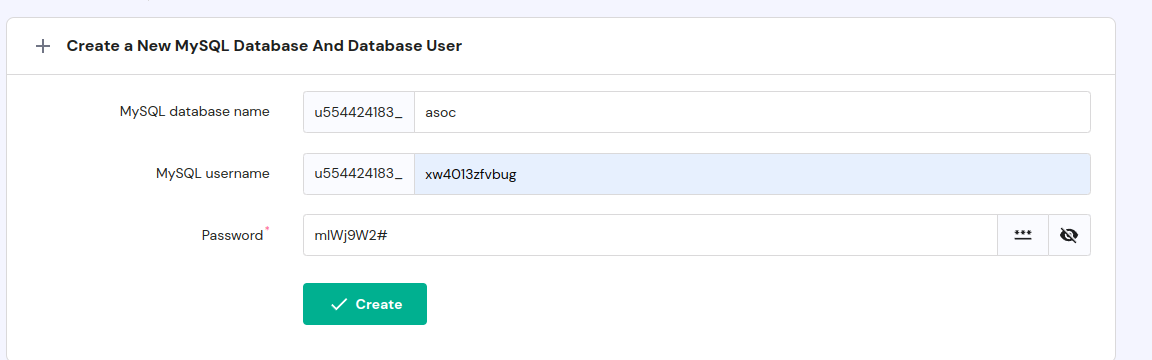 Create a New MySQL Database And Database User
MySQL database name u554424183_ asoc
MySQL username u554424183_ xw4013zfvbug
Password* mlWj9W2#
Create